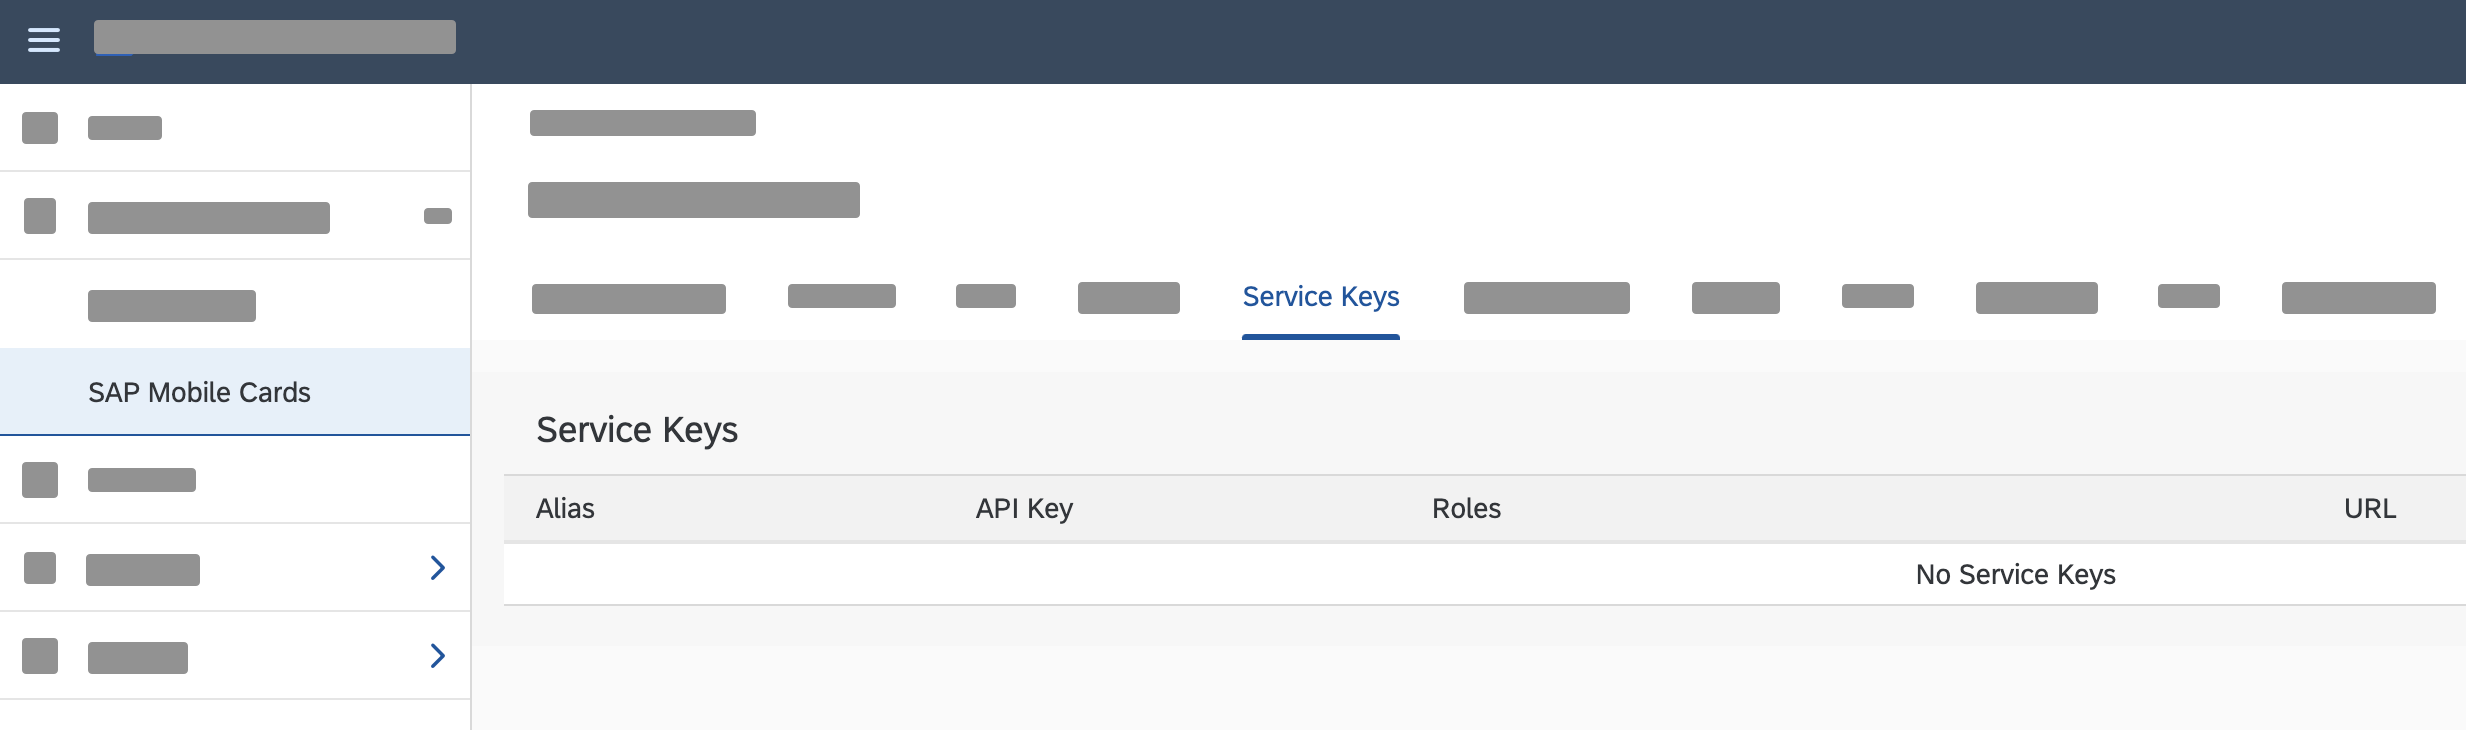 Service Keys
SAP Mobile Cards
Service Keys
Alias API Key Roles URL
No Service Keys